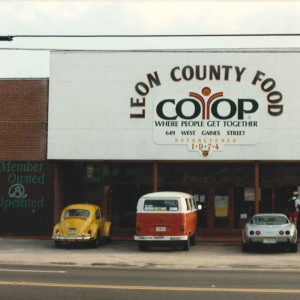 LEON COUNTY FOOD
CO-OP
WHERE PEOPLE GET TOGETHER
649 WEST GAINES STREET
ESTABLISHED
1974
Member
Owned
Operated